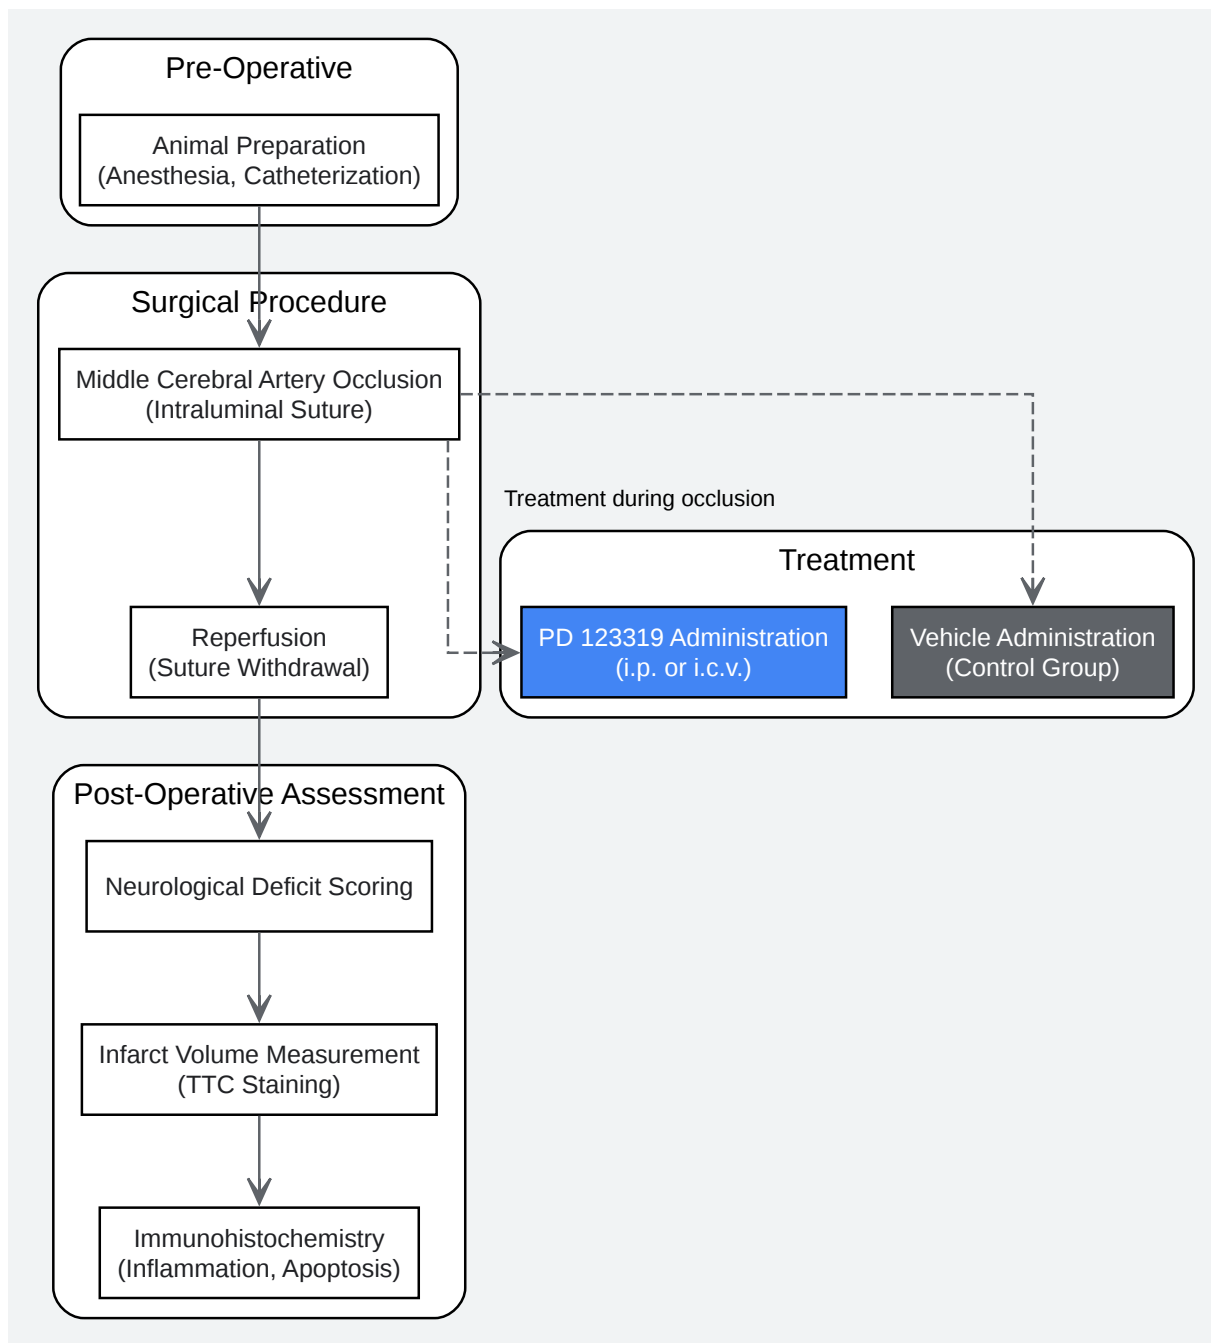 Pre-Operative
Animal Preparation
(Anesthesia, Catheterization)
Surgical Procedure
Middle Cerebral Artery Occlusion
(Intraluminal Suture)
Treatment during occlusion
Treatment
Reperfusion
(Suture Withdrawal)
PD 123319 Administration
(i.p. or i.c.v.)
Vehicle Administration
(Control Group)
Post-Operative Assessment
Neurological Deficit Scoring
Infarct Volume Measurement
(TTC Staining)
Immunohistochemistry
(Inflammation, Apoptosis)